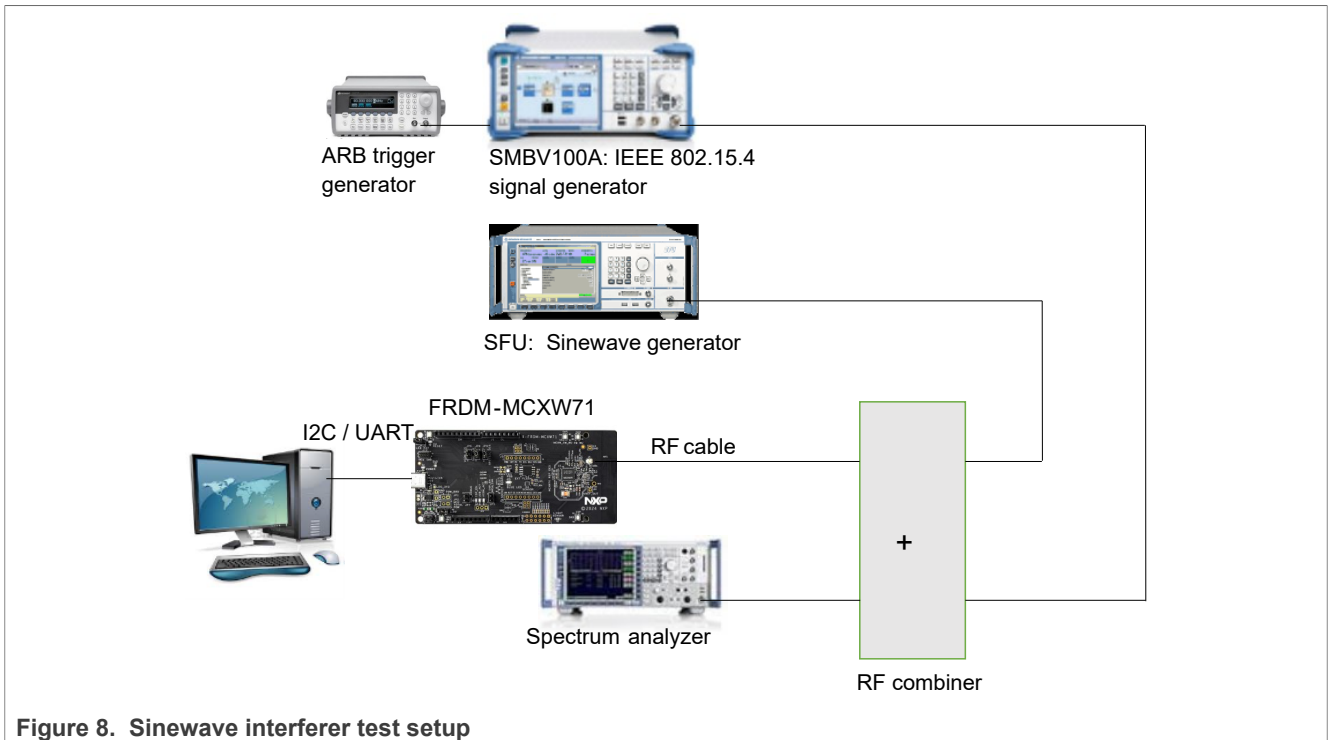 ARB trigger
generator
SMBV100A: IEEE 802.15.4
signal generator
SFU: Sinewave generator
FRDM-MCXW71
I2C / UART
RF cable
NXP
+
Spectrum analyzer
RF combiner
Figure 8. Sinewave interferer test setup